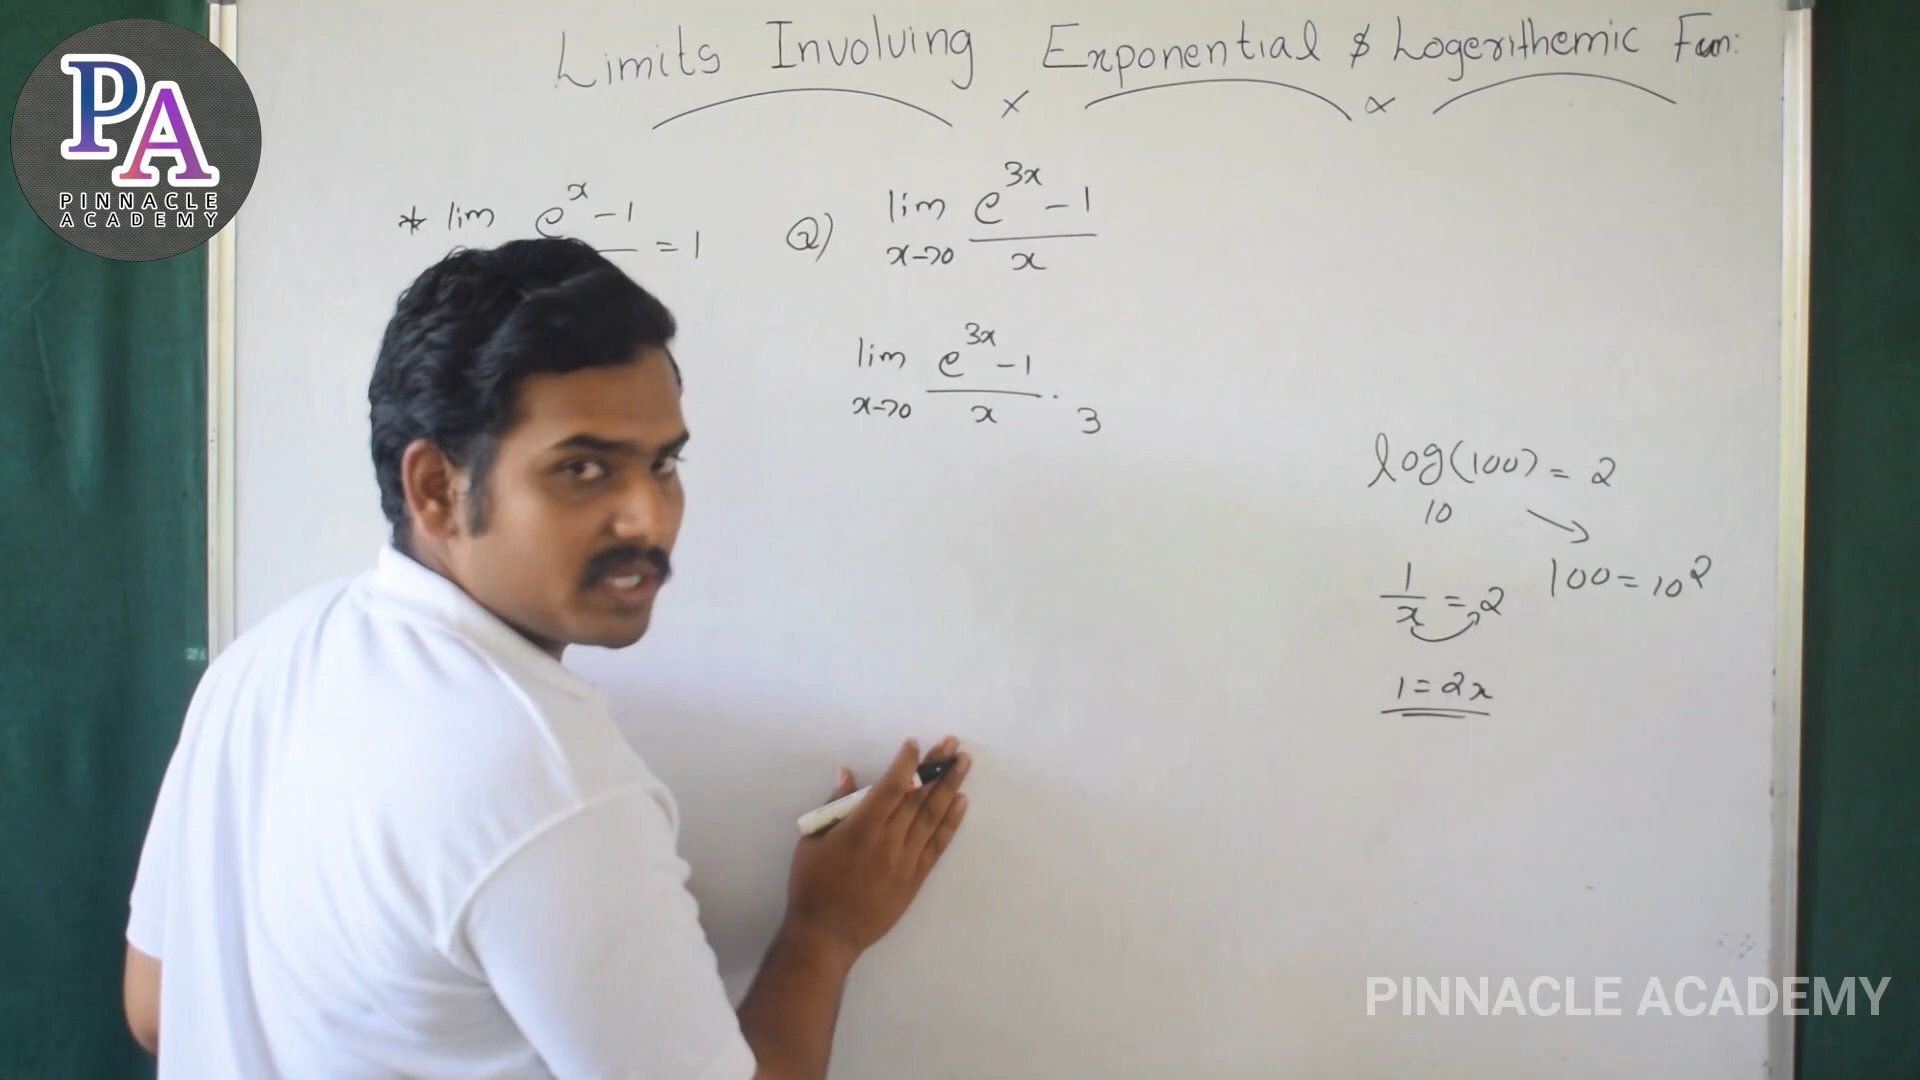 PA
PINNACLE
ACADEMY
Limits Involving Exponential & Logerithemic Fun:
* lim e^x - 1 = 1
Q) lim x→0 e^3x - 1 / x
lim x→0 e^3x - 1 / x . 3
log(100) = 2
10
100 = 10^2
1/x = 2
1 = 2x
PINNACLE ACADEMY